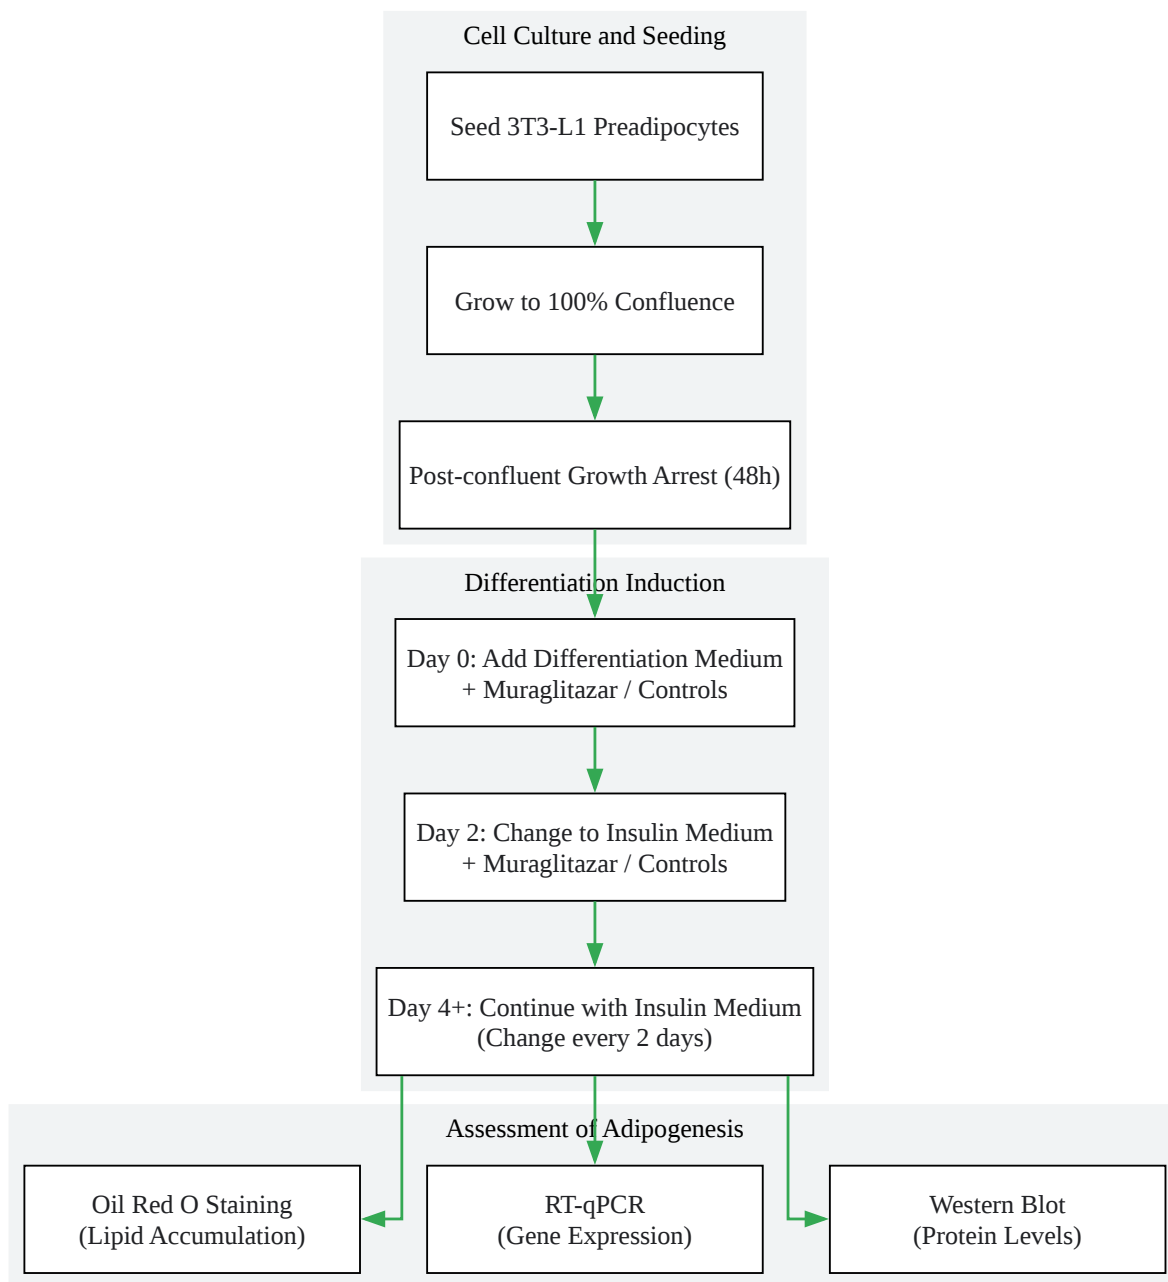 Cell Culture and Seeding
Seed 3T3-L1 Preadipocytes
Grow to 100% Confluence
Post-confluent Growth Arrest (48h)
Differentiation Induction
Day 0: Add Differentiation Medium
+ Muraglitazar / Controls
Day 2: Change to Insulin Medium
+ Muraglitazar / Controls
Day 4+: Continue with Insulin Medium
(Change every 2 days)
Assessment of Adipogenesis
Oil Red O Staining
(Lipid Accumulation)
RT-qPCR
(Gene Expression)
Western Blot
(Protein Levels)